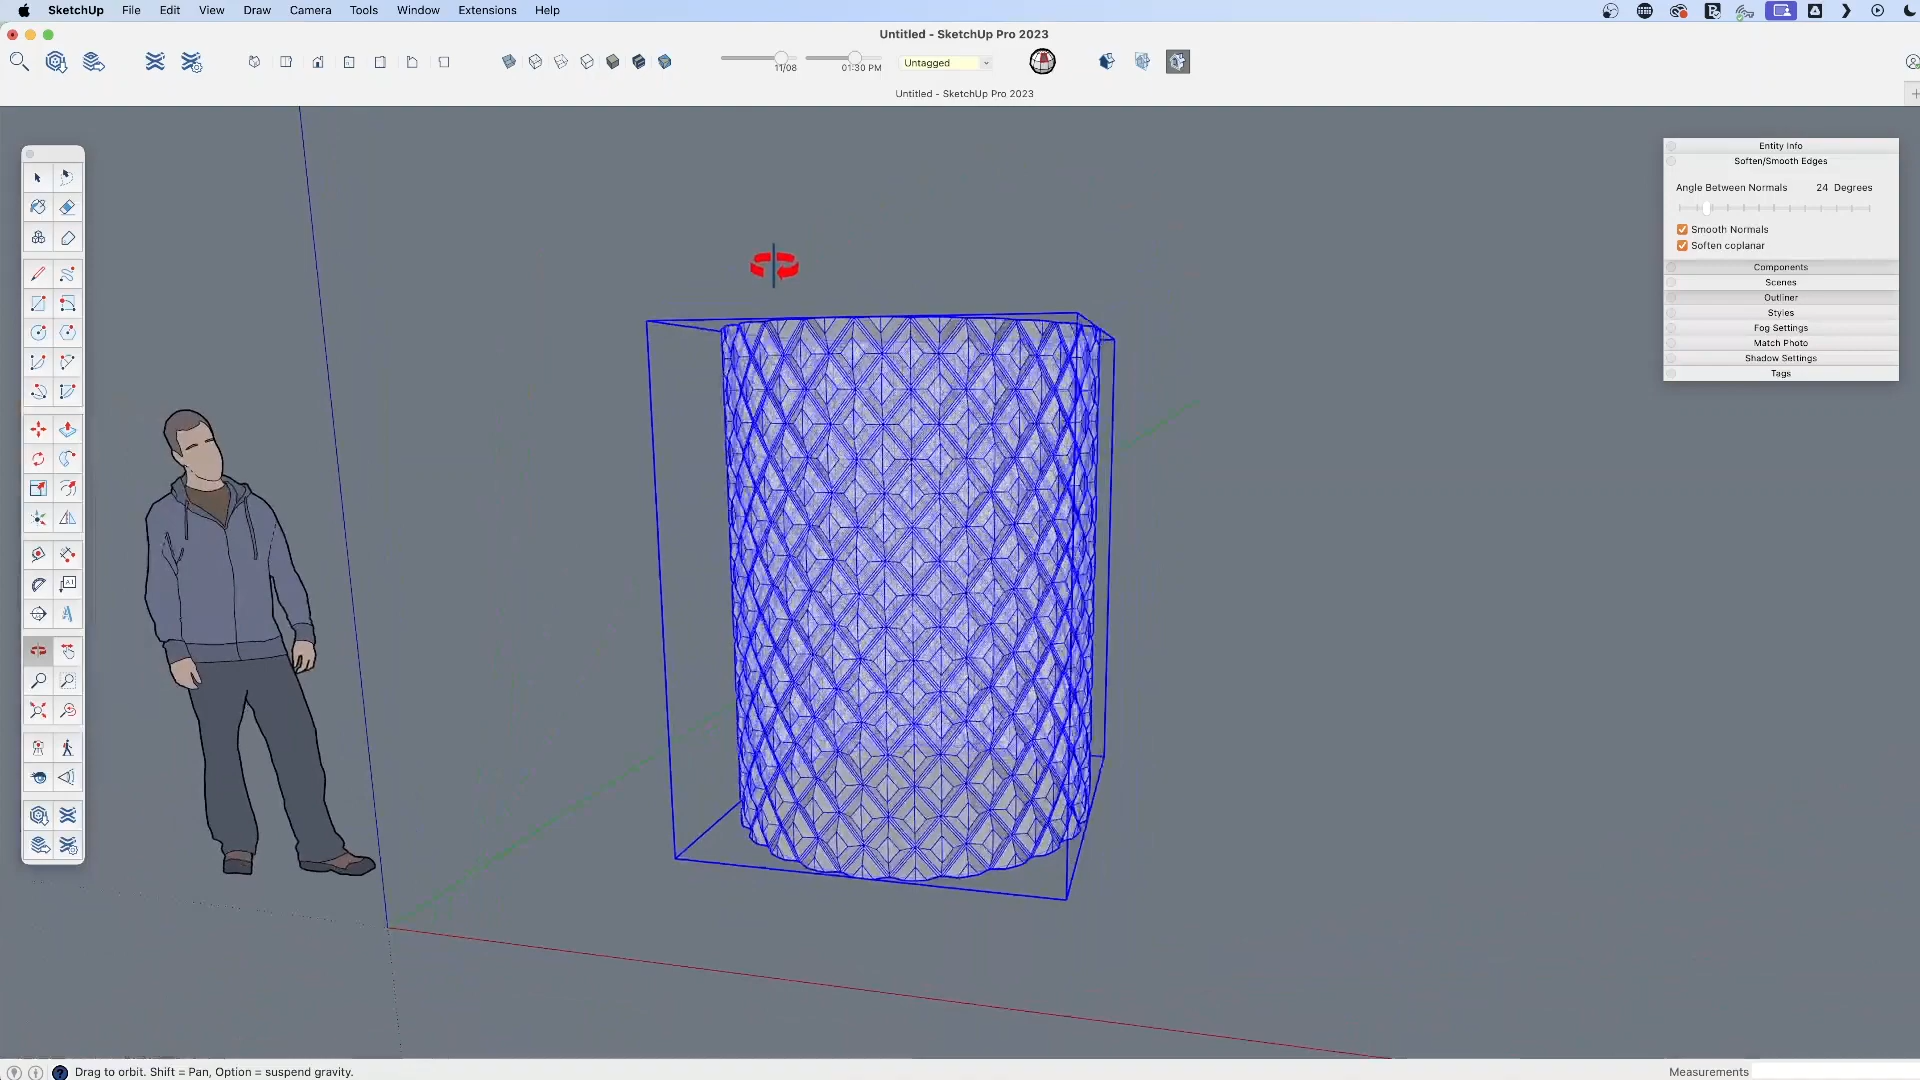 SketchUp File Edit View Draw Camera Tools Window Extensions Help
Untitled - SketchUp Pro 2023
11/08
01:30 PM
Untagged
Untitled - SketchUp Pro 2023
Entity Info
Soften/Smooth Edges
Angle Between Normals 24 Degrees
Smooth Normals
Soften coplanar
Components
Scenes
Outliner
Styles
Fog Settings
Match Photo
Shadow Settings
Tags
Drag to orbit. Shift = Pan, Option = suspend gravity.
Measurements